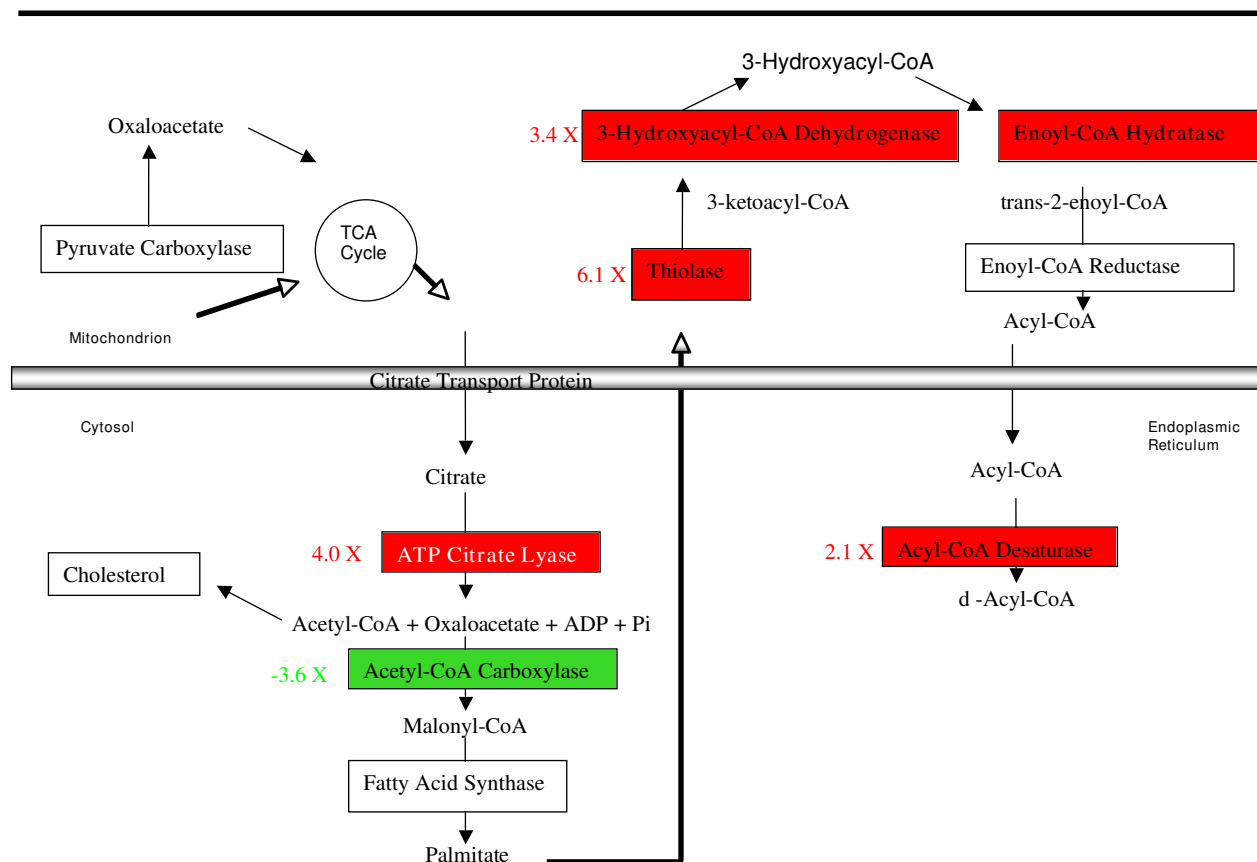 3-Hydroxyacyl-CoA
Oxaloacetate
3.4 X
3-Hydroxyacyl-CoA Dehydrogenase
Enoyl-CoA Hydratase
3-ketoacyl-CoA
trans-2-enoyl-CoA
Pyruvate Carboxylase
TCA
Cycle
6.1 X
Thiolase
Enoyl-CoA Reductase
Acyl-CoA
Mitochondrion
Citrate Transport Protein
Cytosol
Endoplasmic
Reticulum
Citrate
Acyl-CoA
4.0 X
ATP Citrate Lyase
2.1 X
Acyl-CoA Desaturase
Cholesterol
d -Acyl-CoA
Acetyl-CoA + Oxaloacetate + ADP + Pi
-3.6 X
Acetyl-CoA Carboxylase
Malonyl-CoA
Fatty Acid Synthase
Palmitate